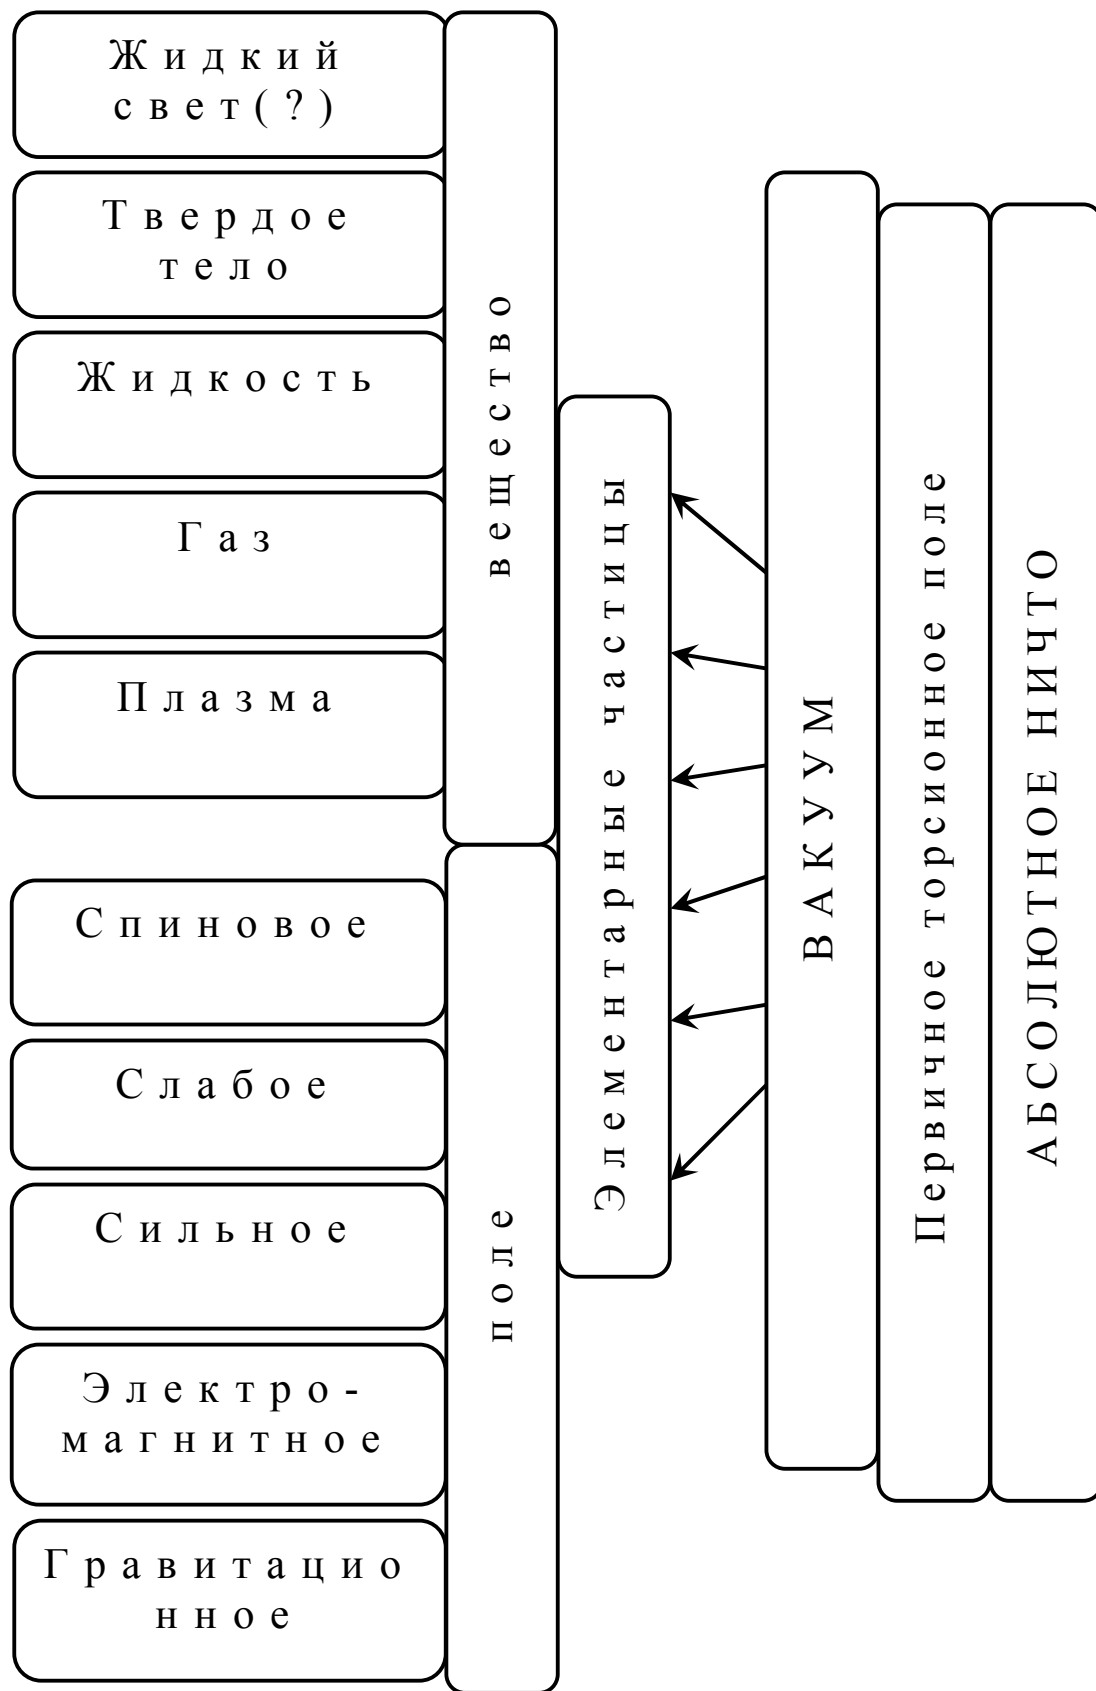 Жидкий
свет(?)
Твердое
тело
Жидкость
Газ
Плазма
Спиновое
Слабое
Сильное
Электро-
магнитное
Гравитацио
нное
вещество
поле
Элементарные частицы
ВАКУУМ
Первичное торсионное поле
АБСОЛЮТНОЕ НИЧТО